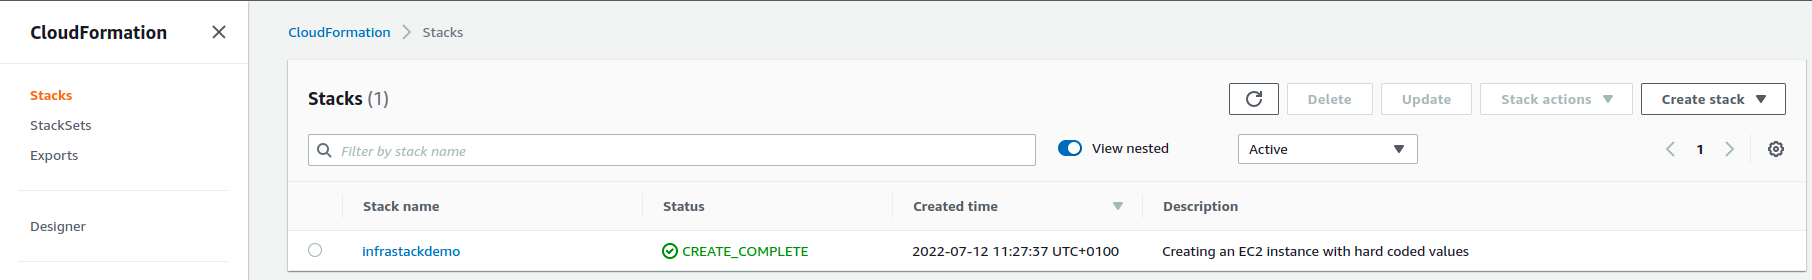 CloudFormation
Stacks
StackSets
Exports
Designer
CloudFormation Stacks
Stacks (1)
Delete
Update
Stack actions
Create stack
Filter by stack name
View nested
Active
1
Stack name Status Created time Description
infrastackdemo CREATE_COMPLETE 2022-07-12 11:27:37 UTC+0100 Creating an EC2 instance with hard coded values